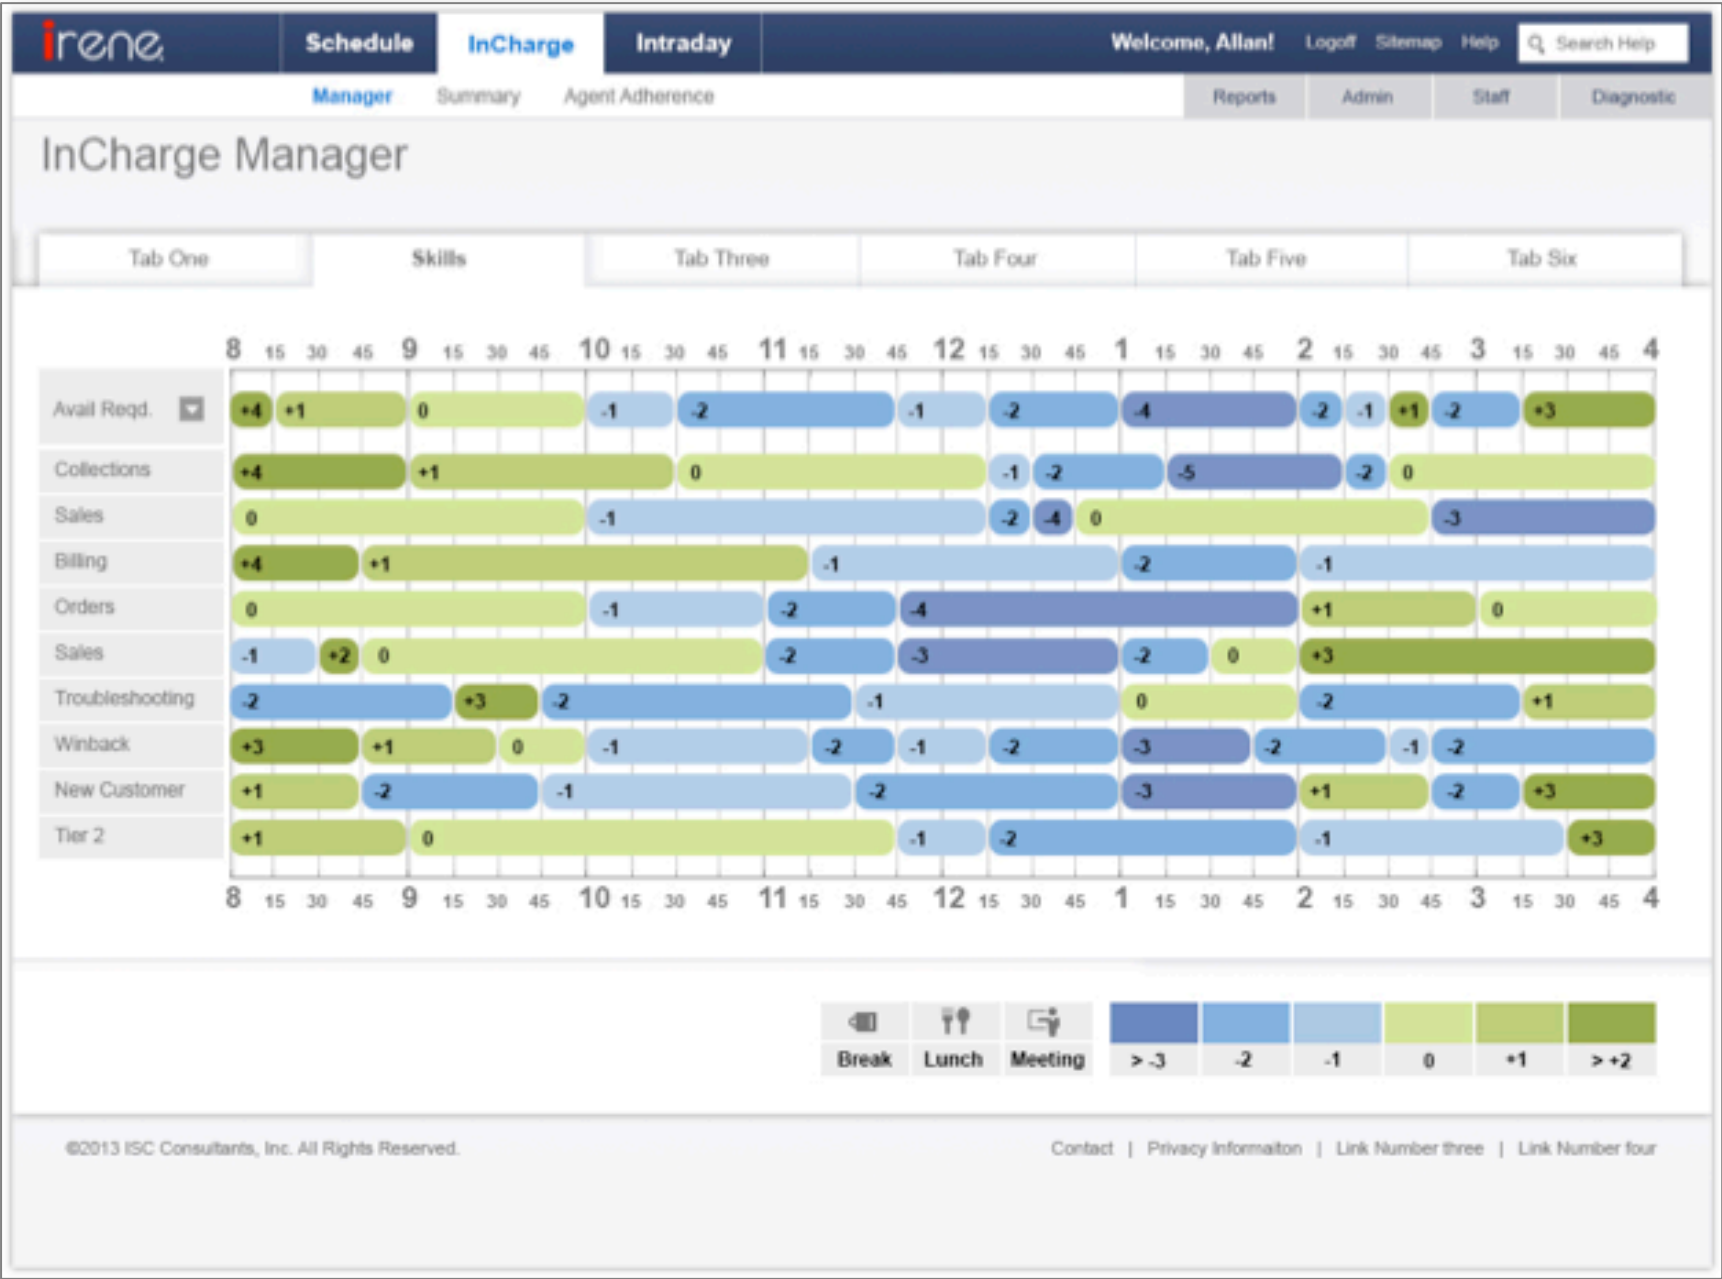 irene
Schedule InCharge Intraday Welcome, Allan! Logoff Sitemap Help Search Help
Manager Summary Agent Adherence Reports Admin Staff Diagnostic
InCharge Manager
Tab One Skills Tab Three Tab Four Tab Five Tab Six
8 15 30 45 9 15 30 45 10 15 30 45 11 15 30 45 12 15 30 45 1 15 30 45 2 15 30 45 3 15 30 45 4
Avail Reqd. +4 +1 0 -1 -2 -1 -2 -4 -2 -1 +1 -2 +3
Collections +4 +1 0 -1 -2 -5 -2 0
Sales 0 -1 -2 -4 0 -3
Billing +4 +1 -1 -2 -1
Orders 0 -1 -2 -4 +1 0
Sales -1 +2 0 -2 -3 -2 0 +3
Troubleshooting -2 +3 -2 -1 0 -2 +1
Winback +3 +1 0 -1 -2 -1 -2 -3 -2 -1 -2
New Customer +1 -2 -1 -2 -3 +1 -2 +3
Tier 2 +1 0 -1 -2 -1 +3
8 15 30 45 9 15 30 45 10 15 30 45 11 15 30 45 12 15 30 45 1 15 30 45 2 15 30 45 3 15 30 45 4
Break Lunch Meeting > -3 -2 -1 0 +1 > +2
©2013 ISC Consultants, Inc. All Rights Reserved. Contact | Privacy Informaiton | Link Number three | Link Number four